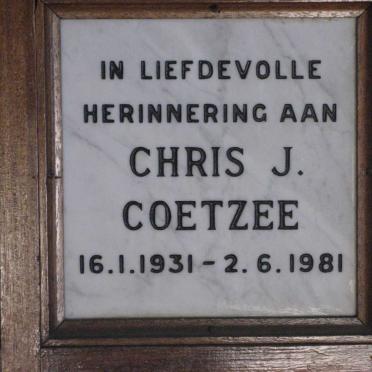 IN LIEFDEVOLLE
HERINNERING AAN
CHRIS J.
COETZEE
16.1.1931 - 2.6.1981